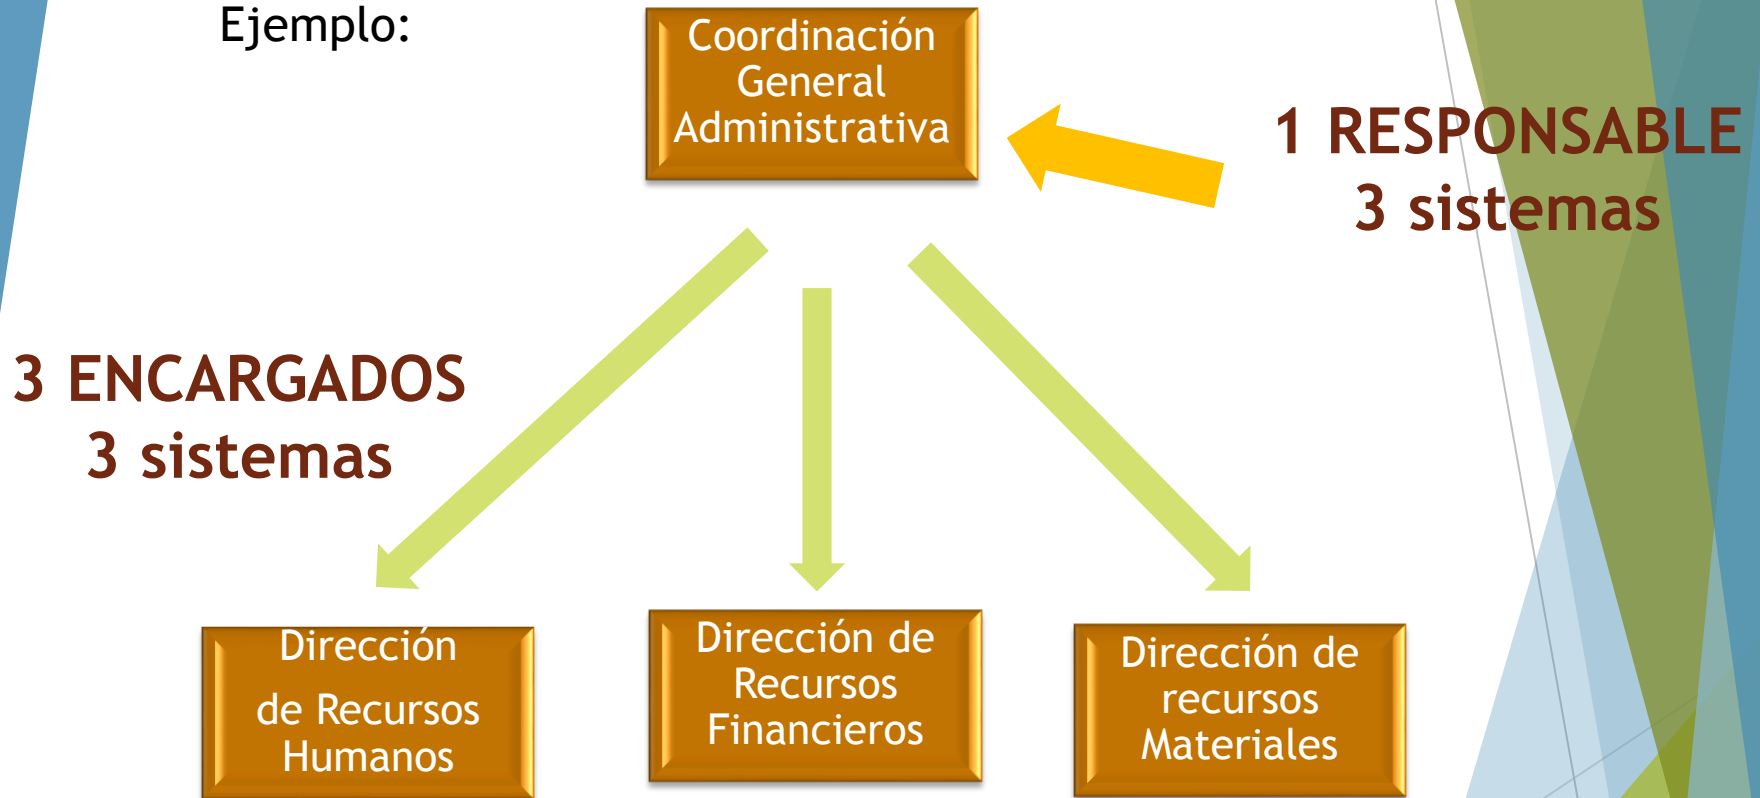 Ejemplo:
Coordinación
General
Administrativa
1 RESPONSABLE
3 sistemas
3 ENCARGADOS
3 sistemas
Dirección
de Recursos
Humanos
Dirección de
Recursos
Financieros
Dirección de
recursos
Materiales